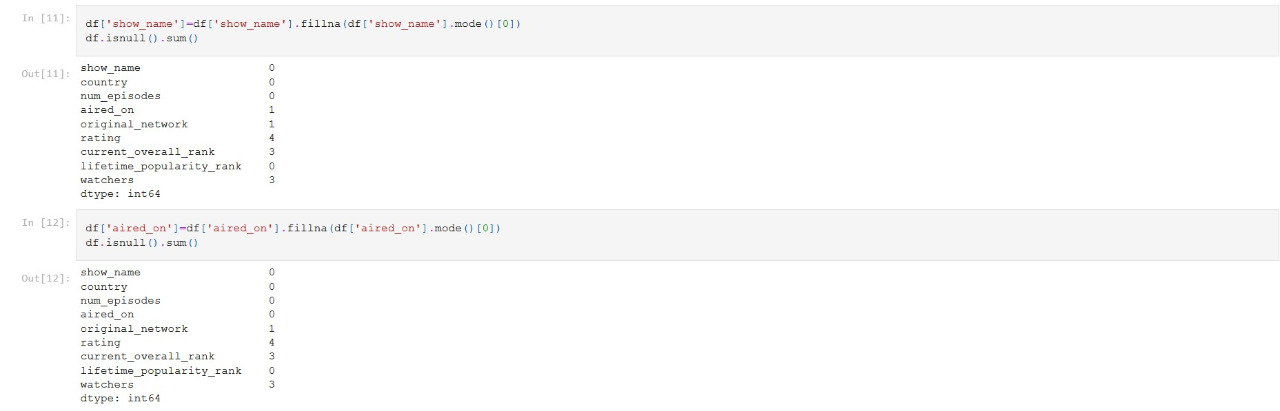 In [11]:
df['show_name']=df['show_name'].fillna(df['show_name'].mode()[0])
df.isnull().sum()
Out[11]:
show_name 0
country 0
num_episodes 0
aired_on 1
original_network 1
rating 4
current_overall_rank 3
lifetime_popularity_rank 0
watchers 3
dtype: int64
In [12]:
df['aired_on']=df['aired_on'].fillna(df['aired_on'].mode()[0])
df.isnull().sum()
Out[12]:
show_name 0
country 0
num_episodes 0
aired_on 0
original_network 1
rating 4
current_overall_rank 3
lifetime_popularity_rank 0
watchers 3
dtype: int64